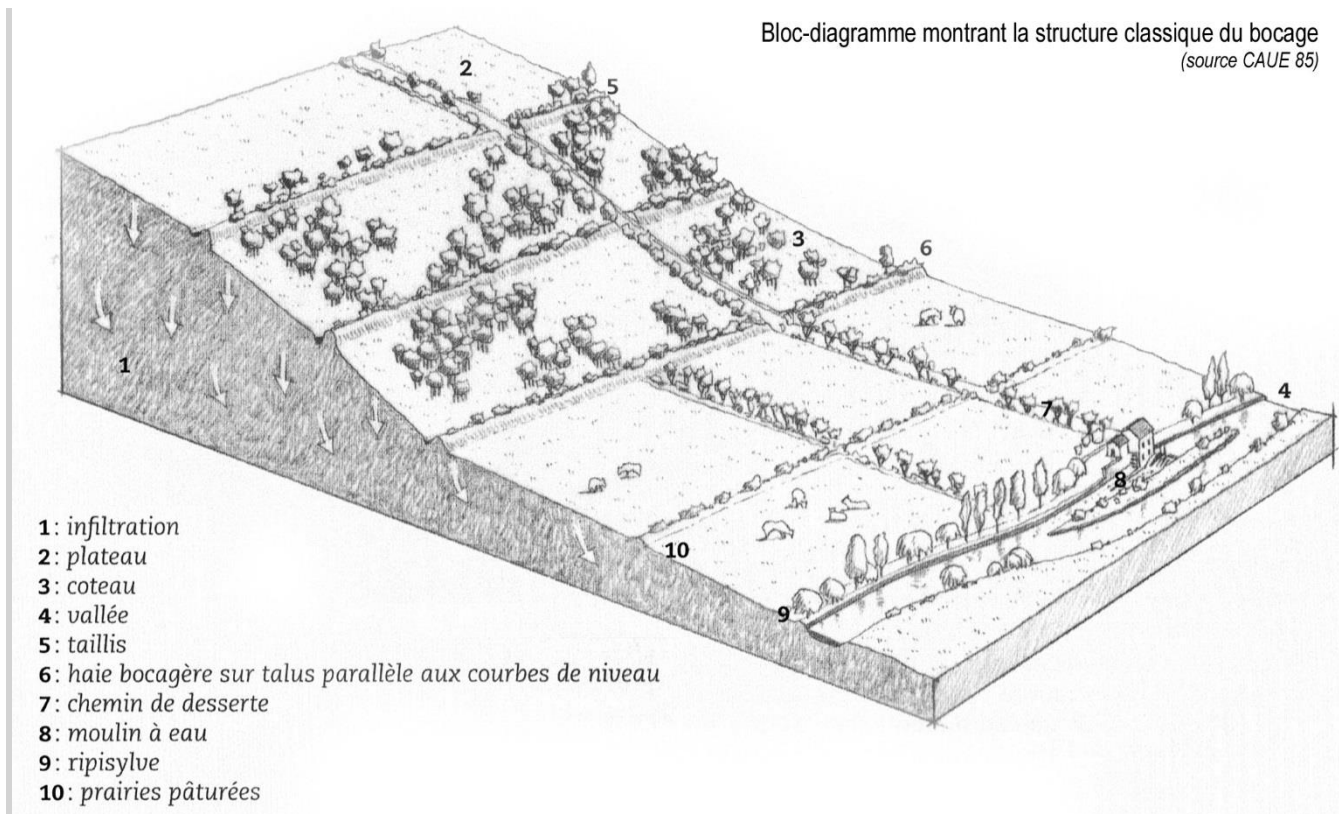 Bloc-diagramme montrant la structure classique du bocage
(source CAUE 85)
2
5
3
6
1
7
4
8
10
9
1: infiltration
2: plateau
3: coteau
4: vallée
5: taillis
6: haie bocagère sur talus parallèle aux courbes de niveau
7: chemin de desserte
8: moulin à eau
9: ripisylve
10: prairies pâturées